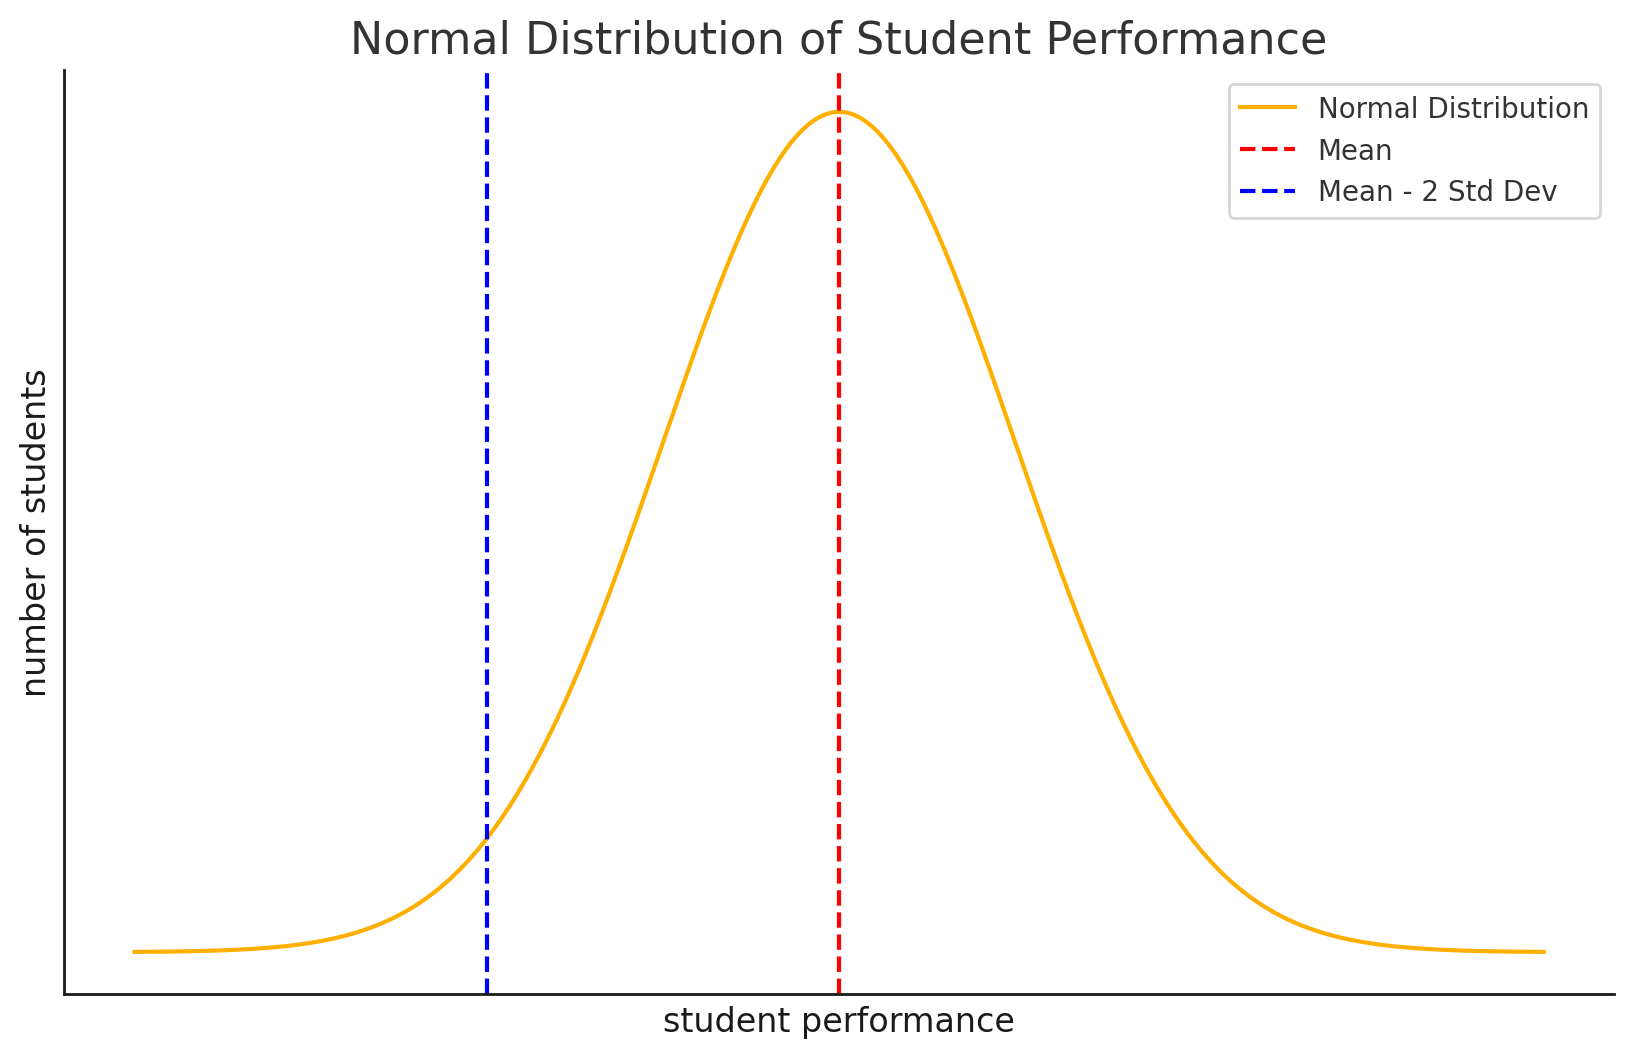 Normal Distribution of Student Performance
Normal Distribution
Mean
Mean - 2 Std Dev
number of students
student performance